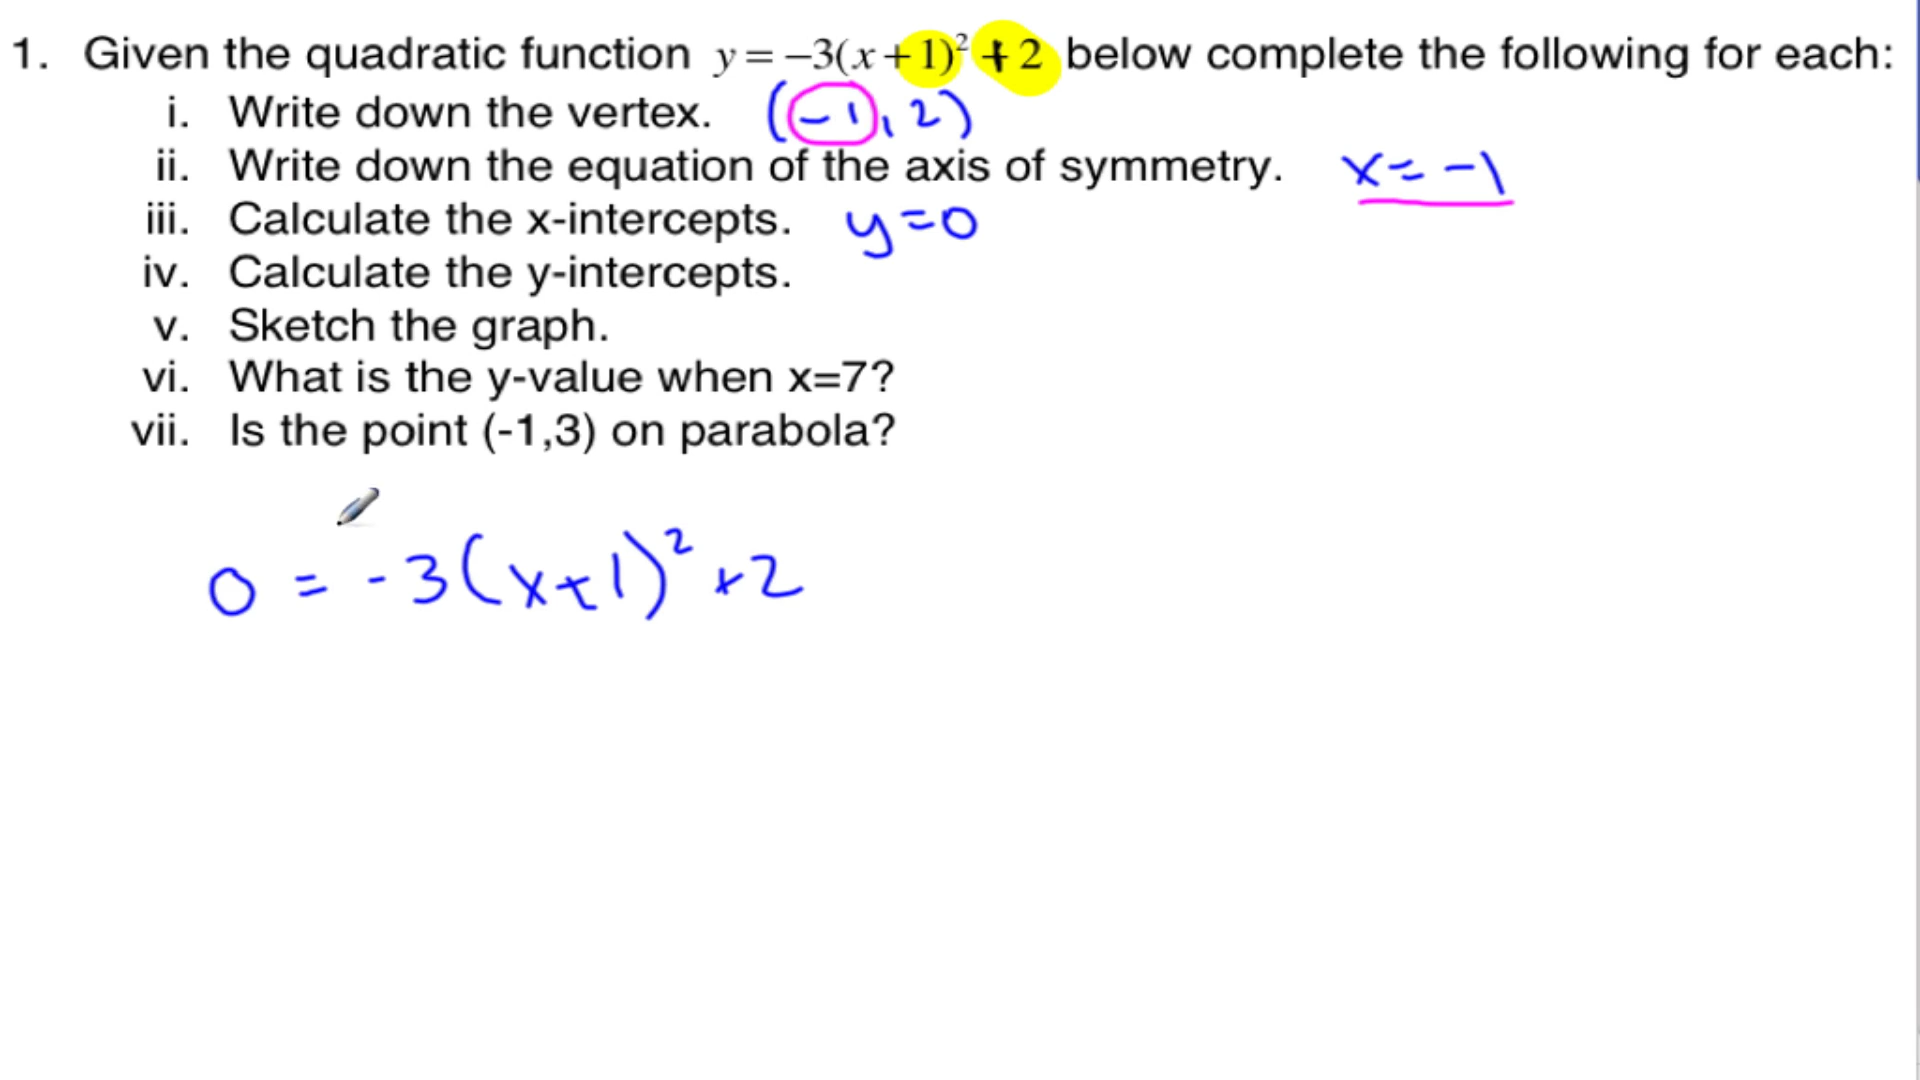 1. Given the quadratic function y = −3(x+1)² + 2 below complete the following for each:
i. Write down the vertex. (-1, 2)
ii. Write down the equation of the axis of symmetry. x = -1
iii. Calculate the x-intercepts. y = 0
iv. Calculate the y-intercepts.
v. Sketch the graph.
vi. What is the y-value when x=7?
vii. Is the point (-1,3) on parabola?
0 = -3(x+1)² + 2